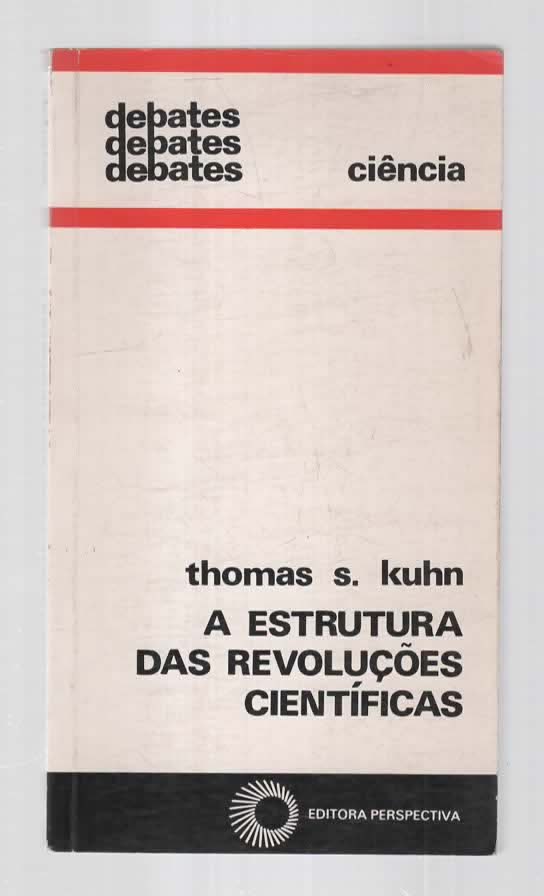 debates
debates
debates
ciência
thomas s. kuhn
A ESTRUTURA
DAS REVOLUÇÕES
CIENTÍFICAS
EDITORA PERSPECTIVA